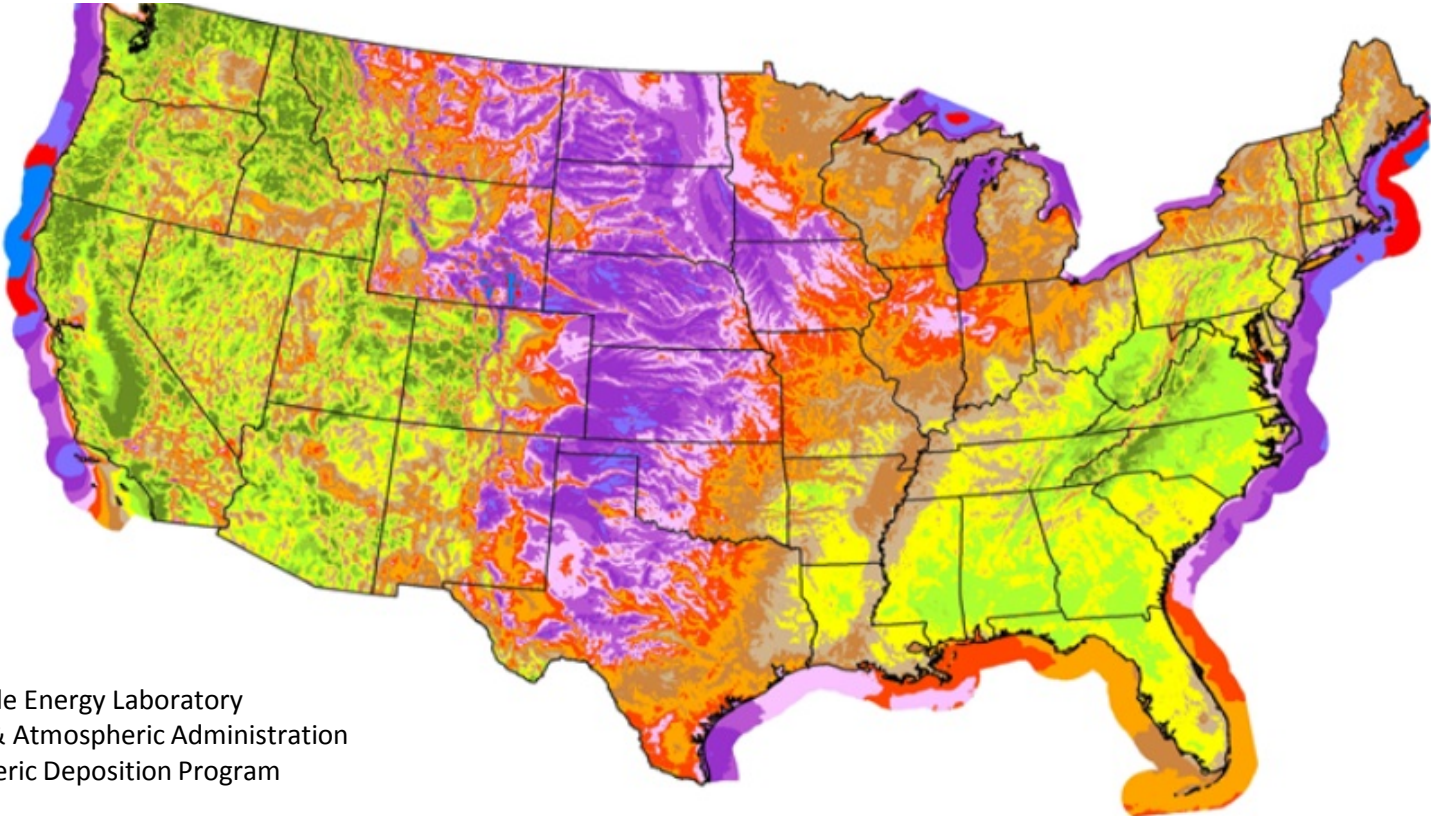 le Energy Laboratory
& Atmospheric Administration
eric Deposition Program